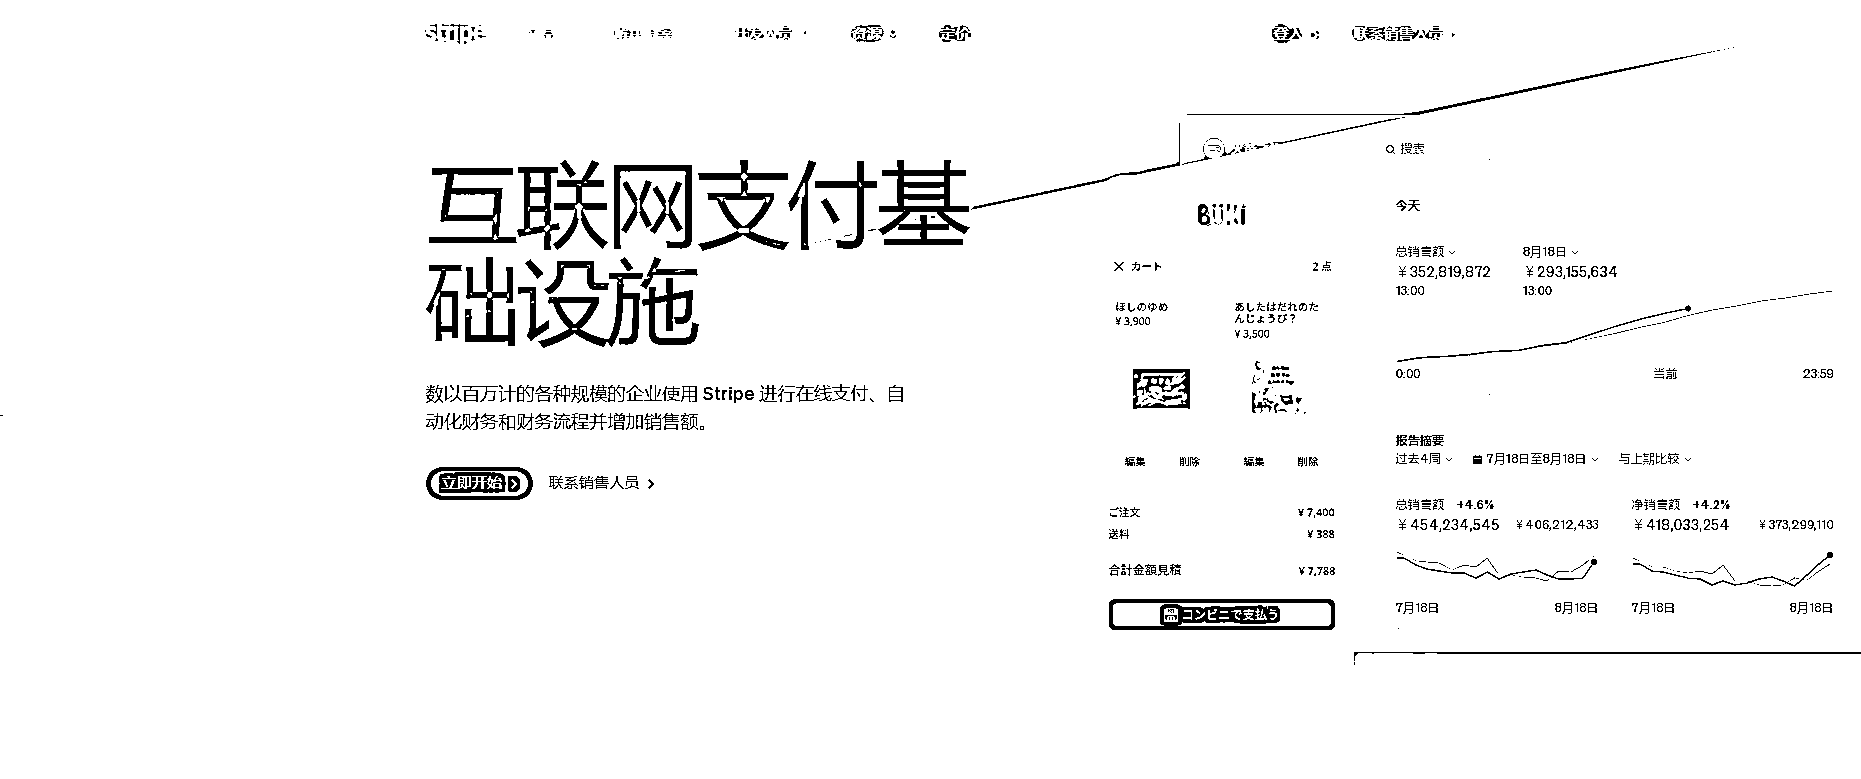 stripe
资源
定价
登入
联系销售人员
互联网支付基
础设施
数以百万计的各种规模的企业使用 Stripe 进行在线支付、自
动化财务和财务流程并增加销售额。
立即开始
联系销售人员
BÜKI
カート
2 点
ほしのゆめ
¥ 3,900
あしたはだれのた
んじょうび？
¥ 3,500
編集 削除
編集 削除
ご注文 ¥ 7,400
送料 ¥ 388
合計金額見積 ¥ 7,788
コンビニで支払う
搜索
今天
总销售额 8月18日
¥352,819,872 ¥293,155,634
13:00 13:00
0:00 当前 23:59
报告摘要
过去4周 7月18日至8月18日 与上期比较
总销售额 +4.6%
¥454,234,545 ¥406,212,433
7月18日 8月18日
净销售额 +4.2%
¥418,033,254 ¥373,299,110
7月18日 8月18日